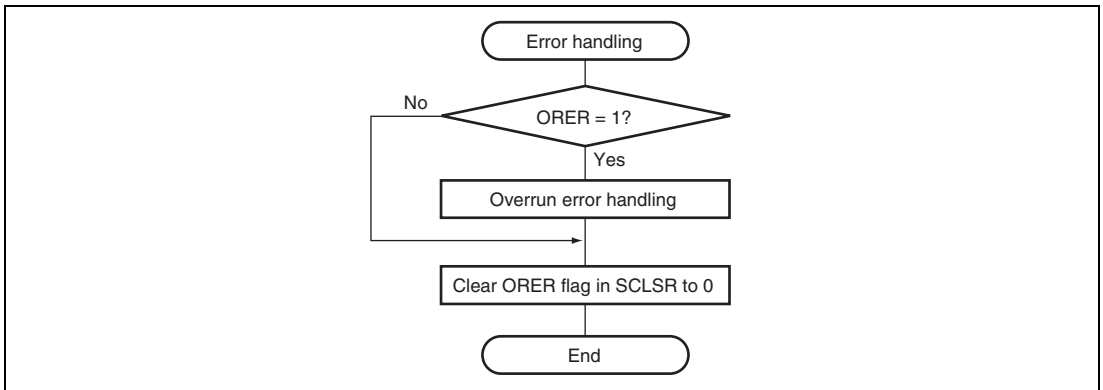 Error handling
No
ORER = 1?
Yes
Overrun error handling
Clear ORER flag in SCLSR to 0
End